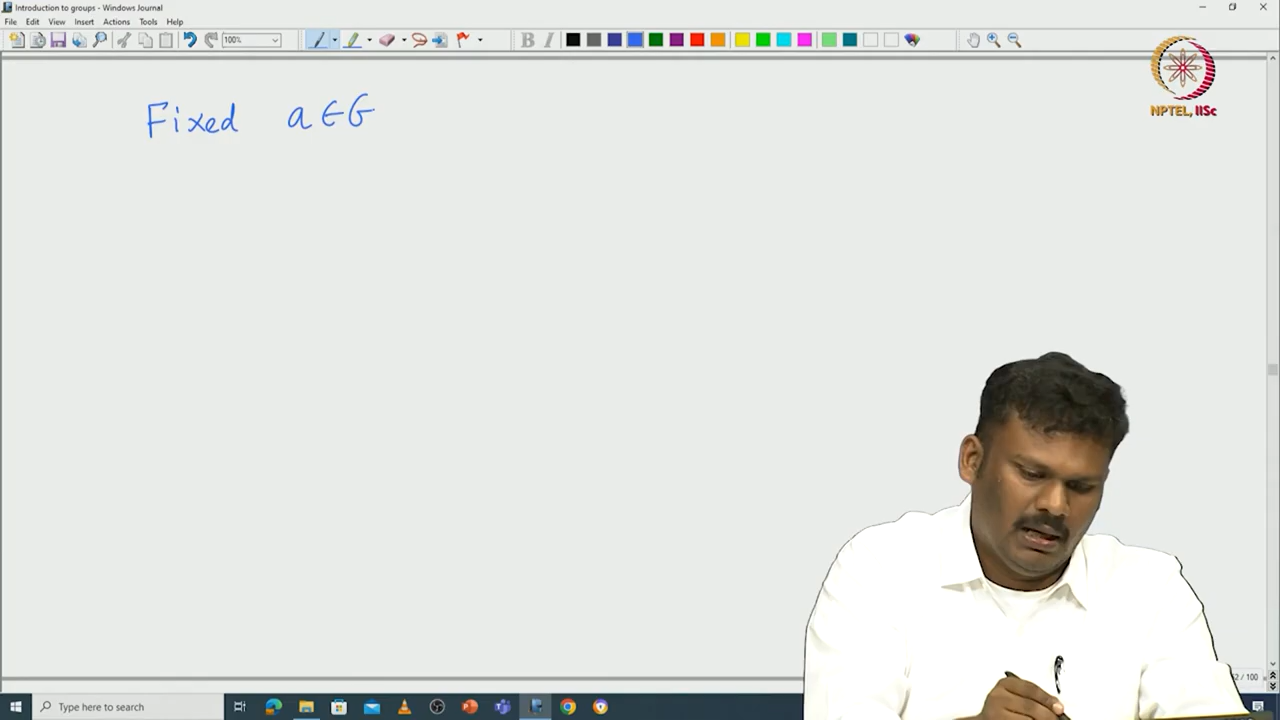 Introduction to groups - Windows Journal
File Edit View Insert Actions Tools Help
100%
B I
NPTEL, IISc
Fixed a ∈ G
Type here to search